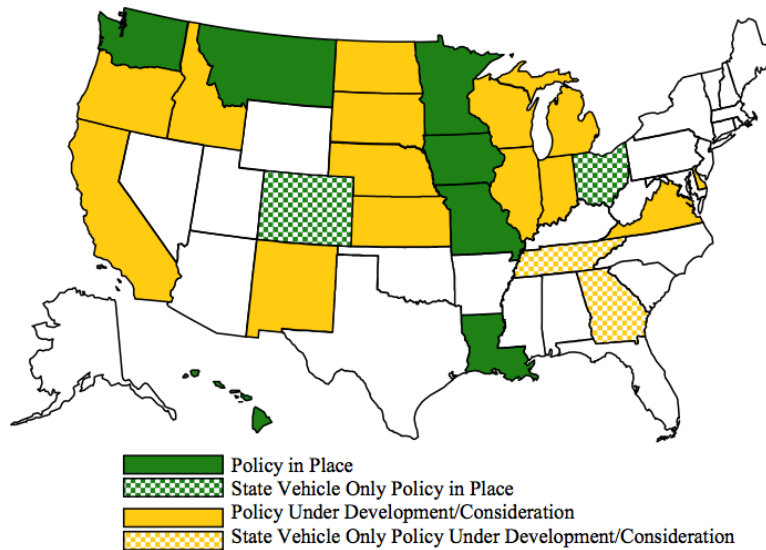 Policy in Place
State Vehicle Only Policy in Place
Policy Under Development/Consideration
State Vehicle Only Policy Under Development/Consideration